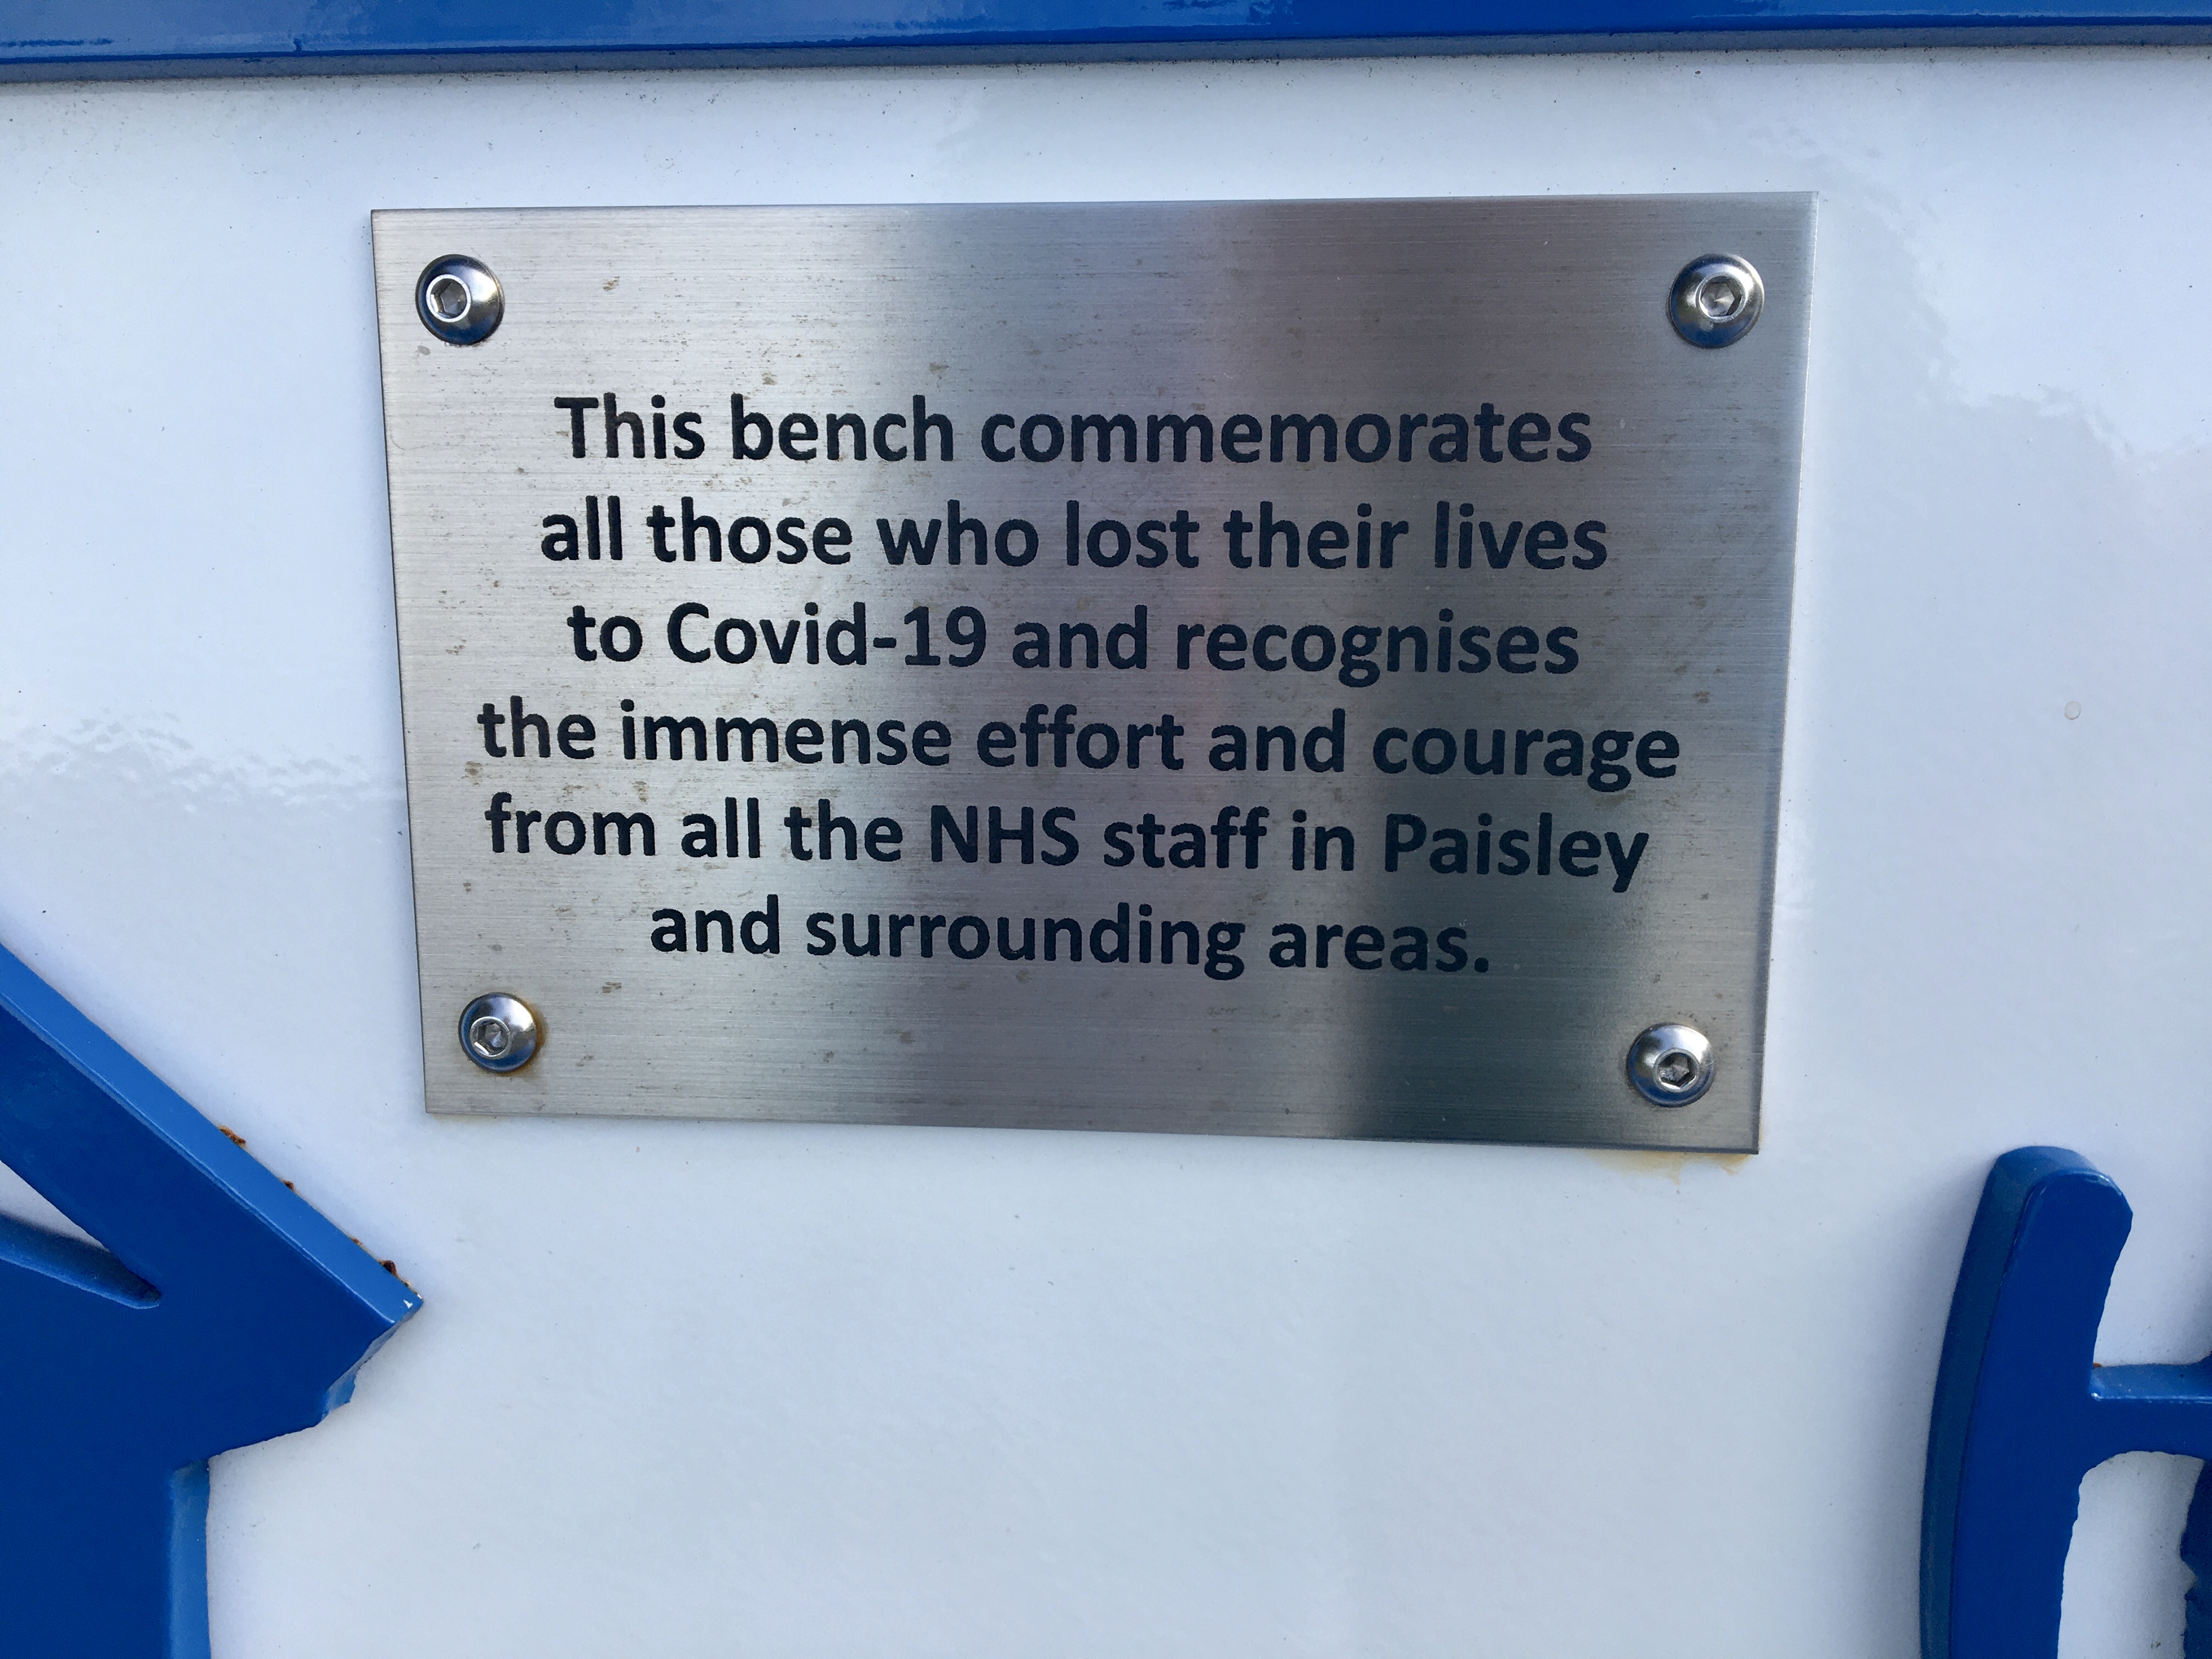 This bench commemorates
all those who lost their lives
to Covid-19 and recognises
the immense effort and courage
from all the NHS staff in Paisley
and surrounding areas.